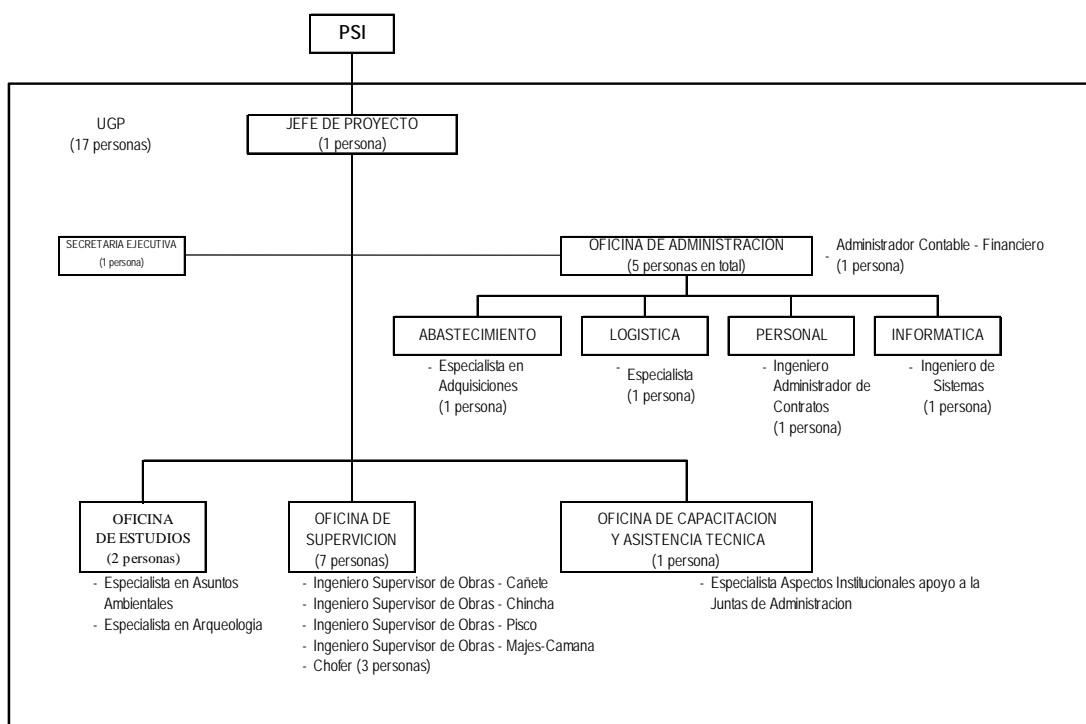 PSI
UGP
(17 personas)
JEFE DE PROYECTO
(1 persona)
SECRETARIA EJECUTIVA
(1 persona)
OFICINA DE ADMINISTRACION
(5 personas en total)
Administrador Contable - Financiero
- (1 persona)
ABASTECIMIENTO
- Especialista en
Adquisiciones
(1 persona)
LOGISTICA
- Especialista
(1 persona)
PERSONAL
- Ingeniero
Administrador de
Contratos
(1 persona)
INFORMATICA
- Ingeniero de
Sistemas
(1 persona)
OFICINA
DE ESTUDIOS
(2 personas)
- Especialista en Asuntos
Ambientales
- Especialista en Arqueologia
OFICINA DE
SUPERVICION
(7 personas)
- Ingeniero Supervisor de Obras - Cañete
- Ingeniero Supervisor de Obras - Chincha
- Ingeniero Supervisor de Obras - Pisco
- Ingeniero Supervisor de Obras - Majes-Camana
- Chofer (3 personas)
OFICINA DE CAPACITACION
Y ASISTENCIA TECNICA
(1 persona)
- Especialista Aspectos Institucionales apoyo a la
Juntas de Administracion